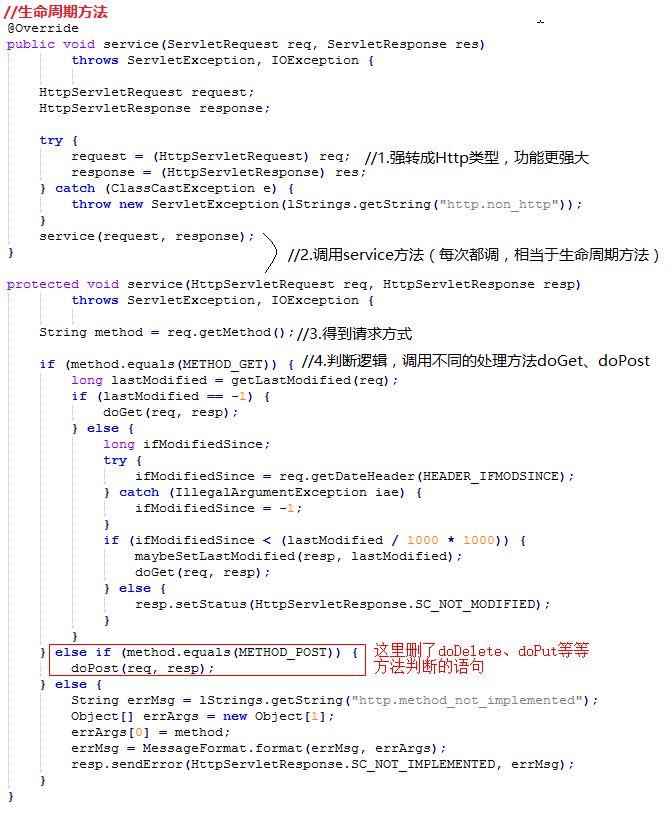 //生命周期方法
@Override
public void service(ServletRequest req, ServletResponse res)
        throws ServletException, IOException {

    HttpServletRequest request;
    HttpServletResponse response;

    try {
        request = (HttpServletRequest) req; //1.强转成Http类型，功能更强大
        response = (HttpServletResponse) res;
    } catch (ClassCastException e) {
        throw new ServletException(lStrings.getString("http.non_http"));
    }
    service(request, response);
} //2.调用service方法（每次都调，相当于生命周期方法）

protected void service(HttpServletRequest req, HttpServletResponse resp)
        throws ServletException, IOException {

    String method = req.getMethod(); //3.得到请求方式

    if (method.equals(METHOD_GET)) { //4.判断逻辑，调用不同的处理方法doGet、doPost
        long lastModified = getLastModified(req);
        if (lastModified == -1) {
            doGet(req, resp);
        } else {
            long ifModifiedSince;
            try {
                ifModifiedSince = req.getDateHeader(HEADER_IFMODSINCE);
            } catch (IllegalArgumentException iae) {
                ifModifiedSince = -1;
            }
            if (ifModifiedSince < (lastModified / 1000 * 1000)) {
                maybeSetLastModified(resp, lastModified);
                doGet(req, resp);
            } else {
                resp.setStatus(HttpServletResponse.SC_NOT_MODIFIED);
            }
        }
    } else if (method.equals(METHOD_POST)) { 这里删了doDelete、doPut等等
        doPost(req, resp); 方法判断的语句
    } else {
        String errMsg = lStrings.getString("http.method_not_implemented");
        Object[] errArgs = new Object[1];
        errArgs[0] = method;
        errMsg = MessageFormat.format(errMsg, errArgs);
        resp.sendError(HttpServletResponse.SC_NOT_IMPLEMENTED, errMsg);
    }
}